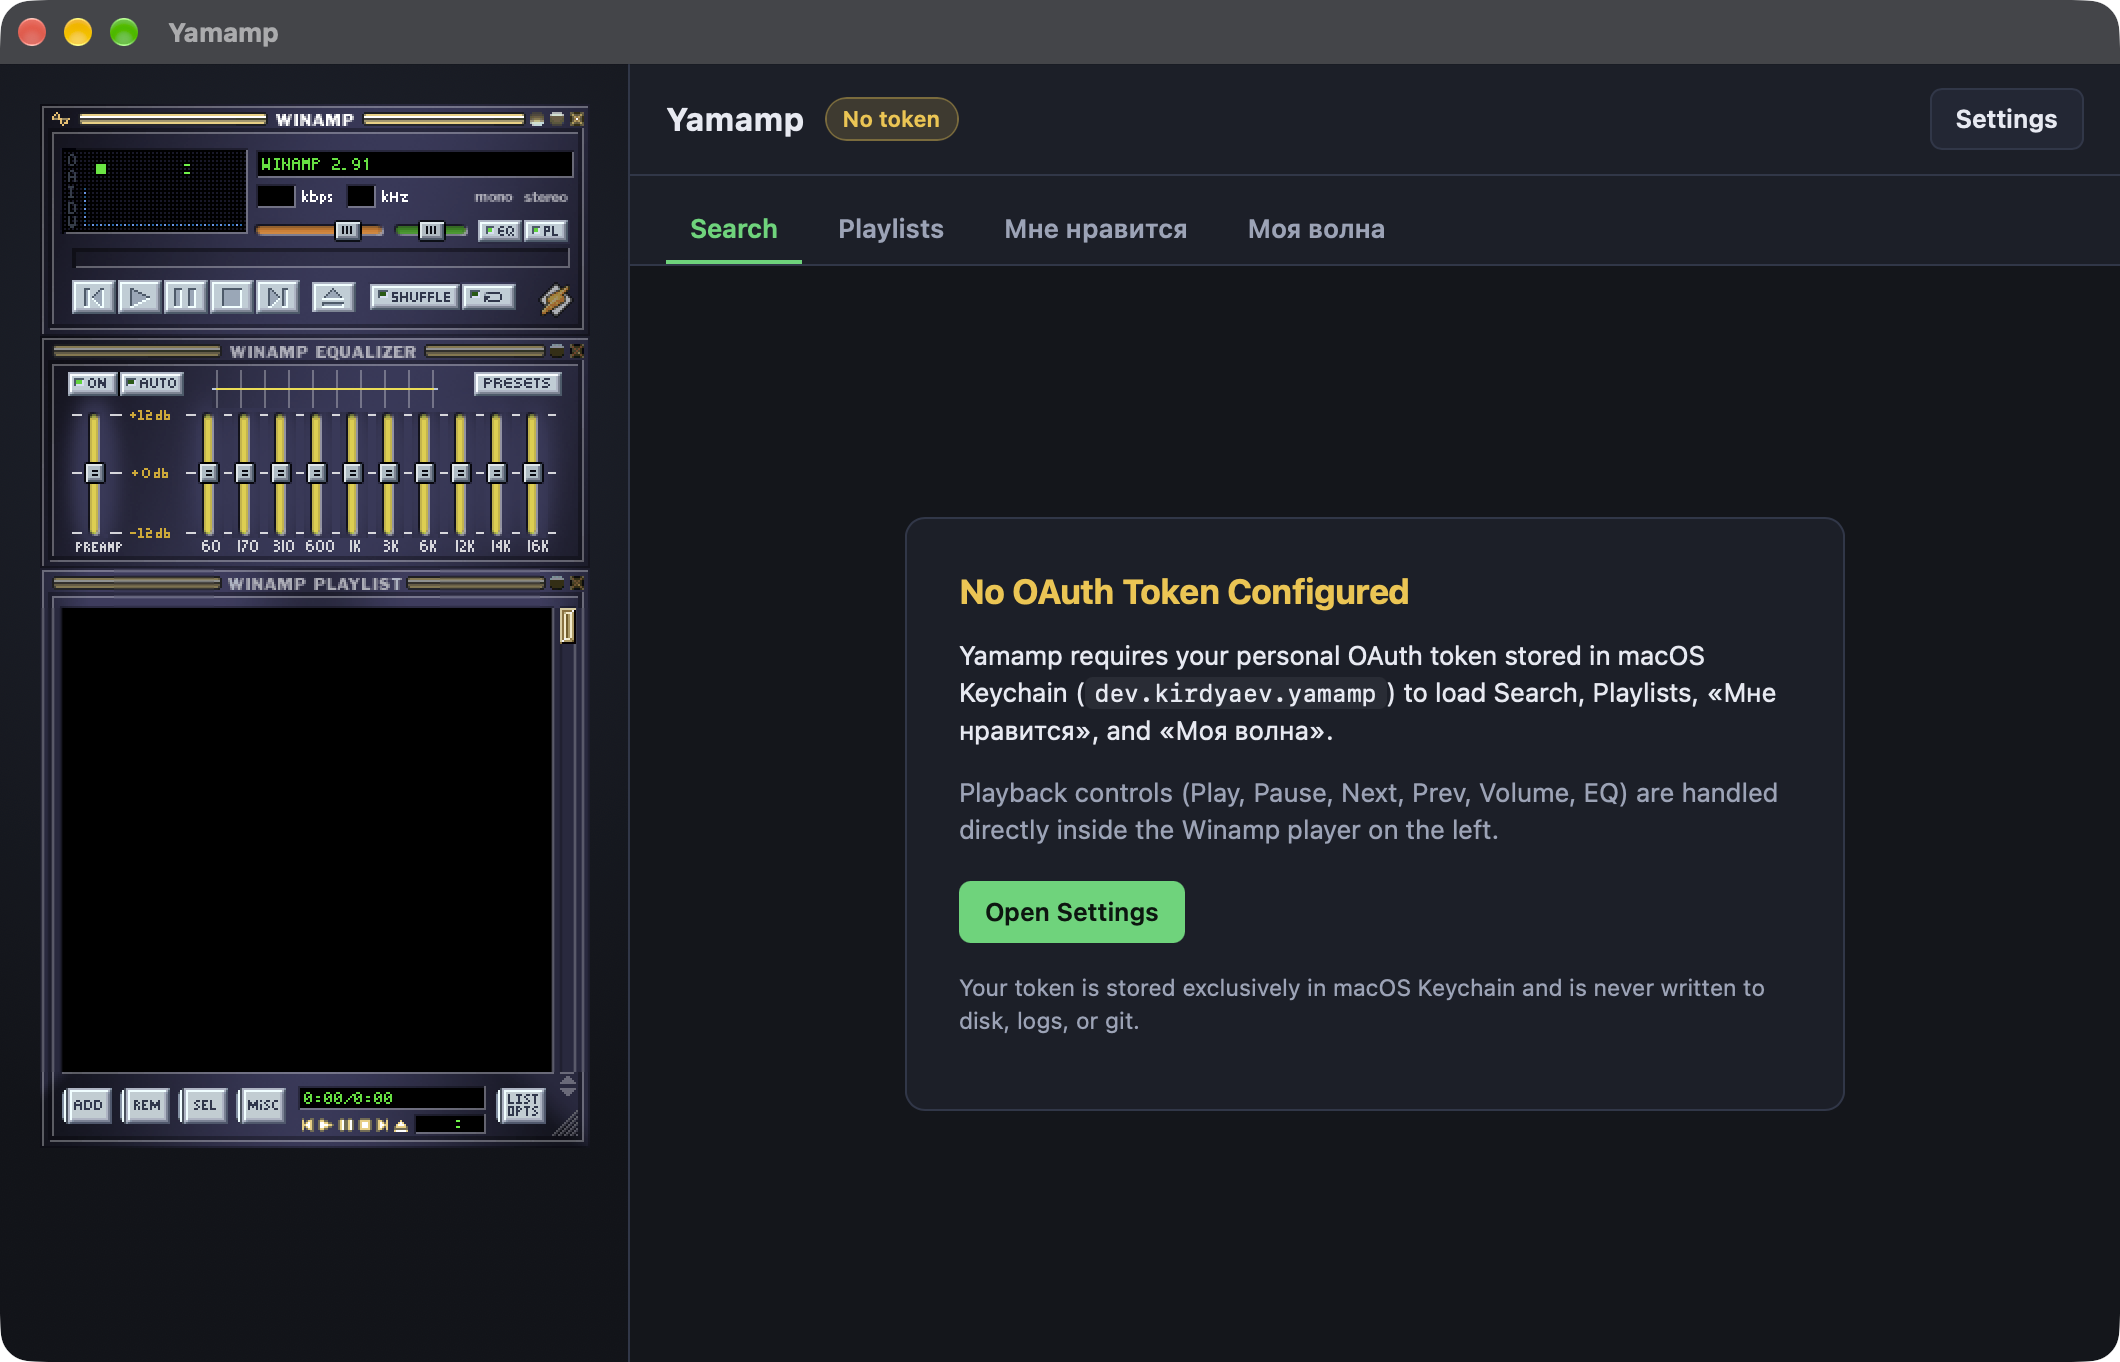 Yamamp
WINAMP
O
A
I
D
V
WINAMP 2.91
kbps kHz mono stereo
EQ PL
SHUFFLE
WINAMP EQUALIZER
ON AUTO PRESETS
+12db
+0db
-12db
PREAMP 60 170 310 600 1K 3K 6K 12K 14K 16K
WINAMP PLAYLIST
ADD REM SEL MISC 0:00/0:00 LIST
OPTS
Yamamp No token Settings
Search Playlists Мне нравится Моя волна
No OAuth Token Configured
Yamamp requires your personal OAuth token stored in macOS
Keychain ( dev.kirdyaev.yamamp ) to load Search, Playlists, «Мне
нравится», and «Моя волна».
Playback controls (Play, Pause, Next, Prev, Volume, EQ) are handled
directly inside the Winamp player on the left.
Open Settings
Your token is stored exclusively in macOS Keychain and is never written to
disk, logs, or git.